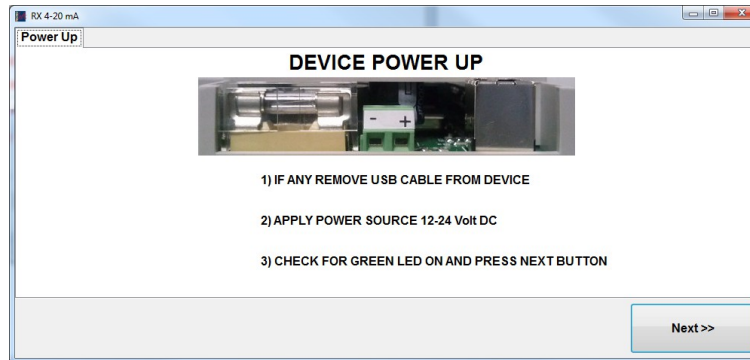 RX 4-20 mA
Power Up
DEVICE POWER UP
- +
1) IF ANY REMOVE USB CABLE FROM DEVICE
2) APPLY POWER SOURCE 12-24 Volt DC
3) CHECK FOR GREEN LED ON AND PRESS NEXT BUTTON
Next >>